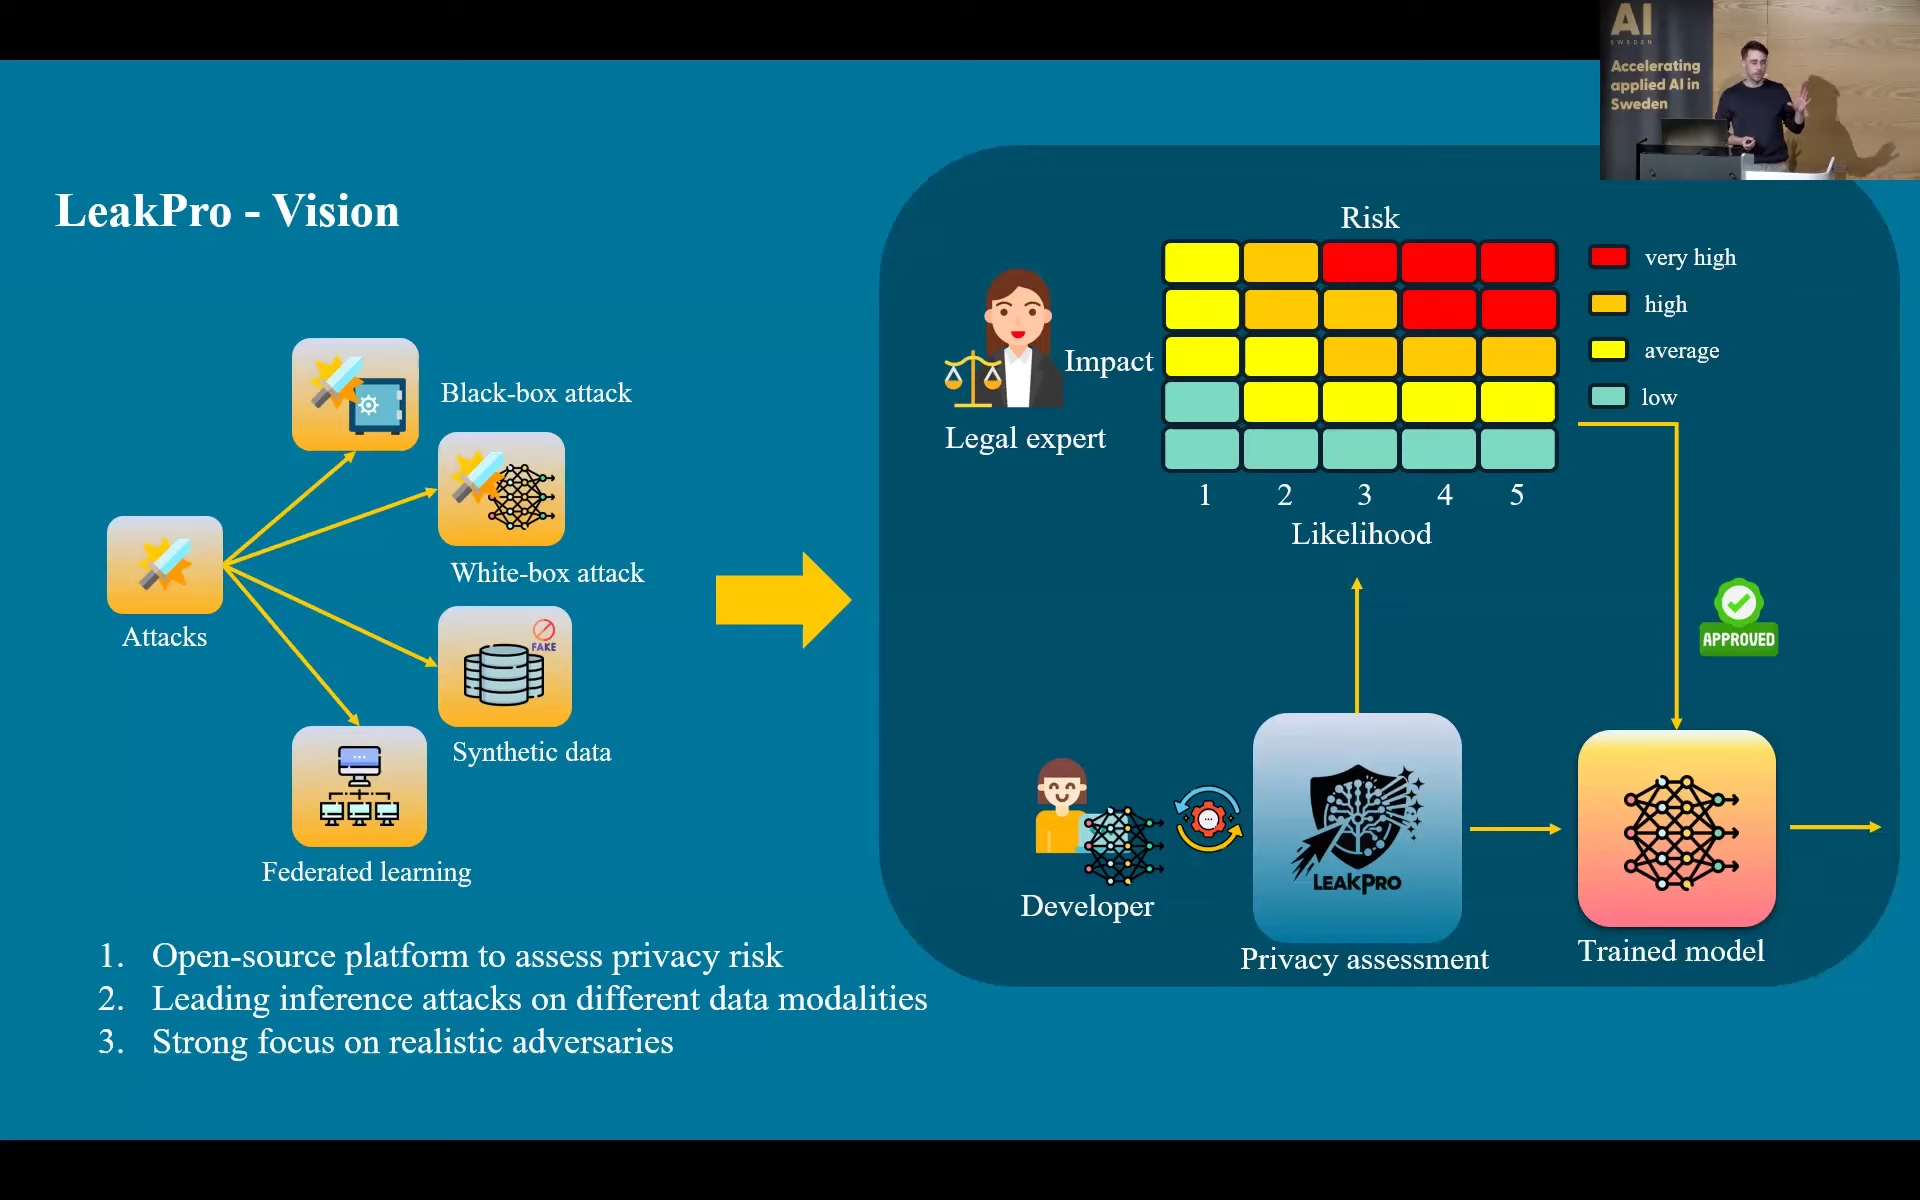 AI
SWEDEN
Accelerating
applied AI in
Sweden
LeakPro - Vision
Attacks
Black-box attack
White-box attack
FAKE
Synthetic data
Federated learning
1. Open-source platform to assess privacy risk
2. Leading inference attacks on different data modalities
3. Strong focus on realistic adversaries
Risk
very high
high
average
low
Impact
Legal expert
1 2 3 4 5
Likelihood
APPROVED
Developer
LEAKPRO
Privacy assessment
Trained model